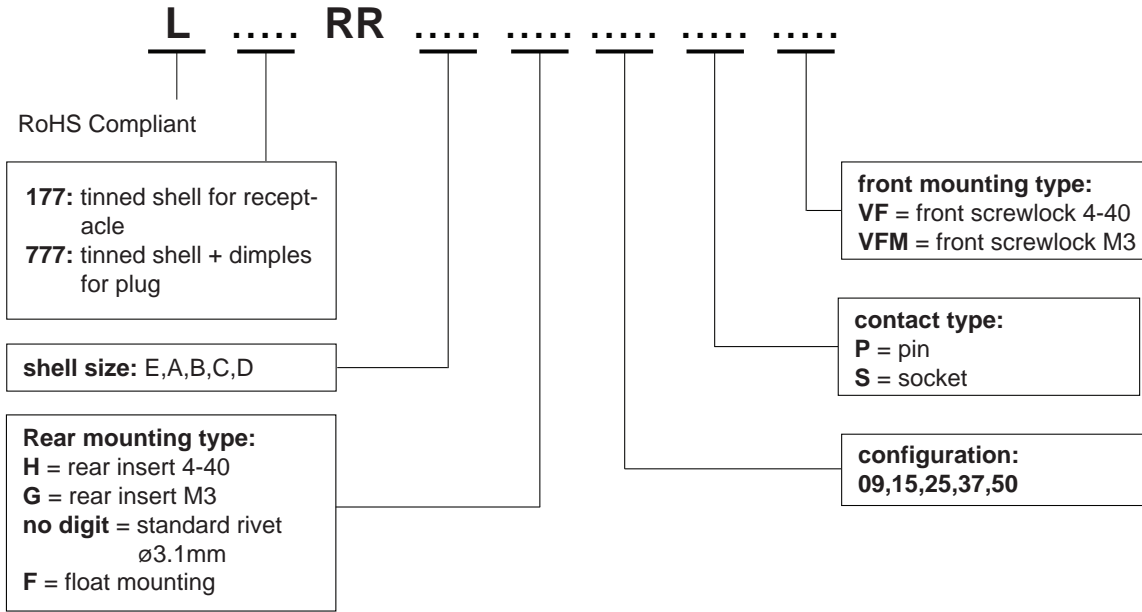 L ..... RR ..... ..... ..... ..... .....
RoHS Compliant
177: tinned shell for recept-
acle
777: tinned shell + dimples
for plug
shell size: E,A,B,C,D
Rear mounting type:
H = rear insert 4-40
G = rear insert M3
no digit = standard rivet
ø3.1mm
F = float mounting
front mounting type:
VF = front screwlock 4-40
VFM = front screwlock M3
contact type:
P = pin
S = socket
configuration:
09,15,25,37,50